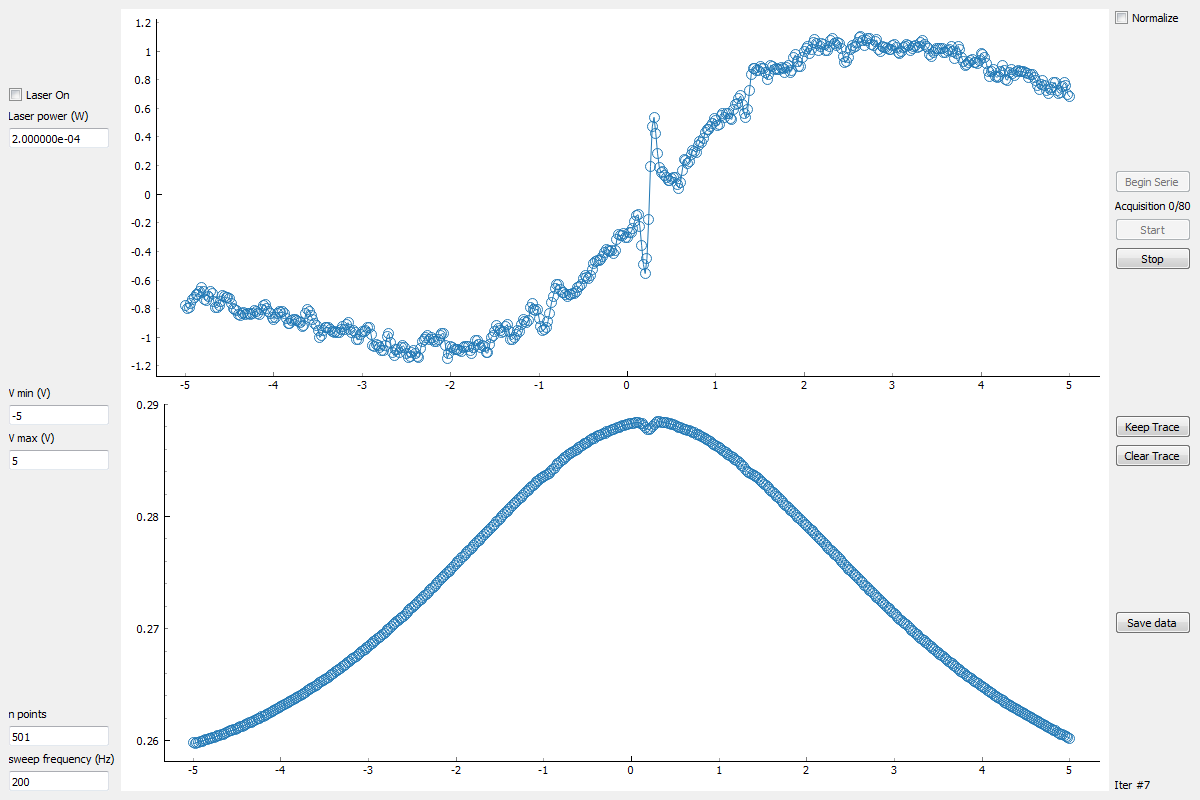 Laser On
Laser power (W)
2.000000e-04
V min (V)
-5
V max (V)
5
n points
501
sweep frequency (Hz)
200
1.2
1
0.8
0.6
0.4
0.2
0
-0.2
-0.4
-0.6
-0.8
-1
-1.2
-5 -4 -3 -2 -1 0 1 2 3 4 5
0.29
0.28
0.27
0.26
-5 -4 -3 -2 -1 0 1 2 3 4 5
Normalize
Begin Serie
Acquisition 0/80
Start
Stop
Keep Trace
Clear Trace
Save data
Iter #7